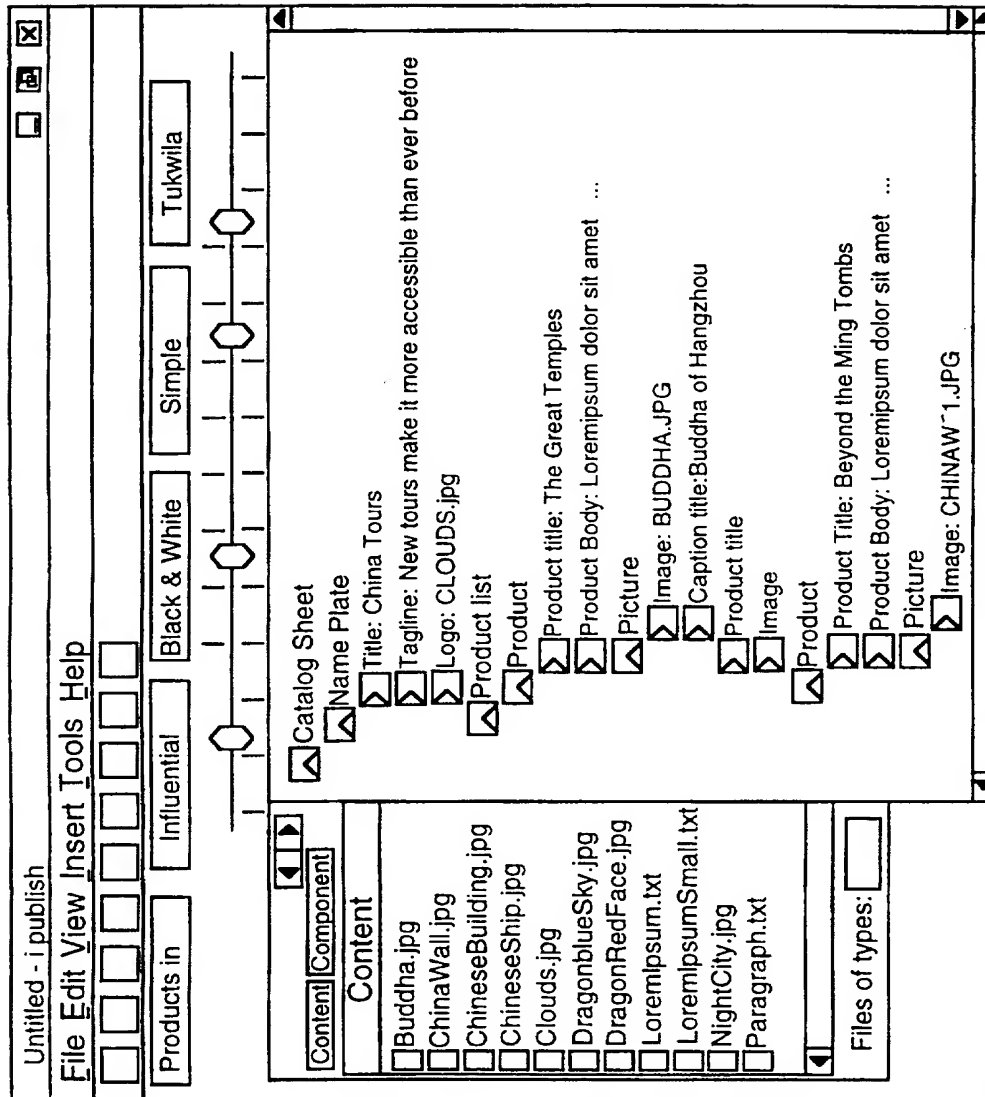 Untitled - i publish
File Edit View Insert Tools Help
Products in
Influential
Black & White
Simple
Tukwila
Content
Component
Content
Buddha.jpg
ChinaWall.jpg
ChineseBuilding.jpg
ChineseShip.jpg
Clouds.jpg
DragonblueSky.jpg
DragonRedFace.jpg
LoremIpsum.txt
LoremIpsumSmall.txt
NightCity.jpg
Paragraph.txt
Files of types:
Catalog Sheet
Name Plate
Title: China Tours
Tagline: New tours make it more accessible than ever before
Logo: CLOUDS.jpg
Product list
Product
Product title: The Great Temples
Product Body: Loremipsum dolor sit amet ...
Picture
Image: BUDDHA.JPG
Caption title:Buddha of Hangzhou
Product title
Image
Product
Product Title: Beyond the Ming Tombs
Product Body: Loremipsum dolor sit amet ...
Picture
Image: CHINAW~1.JPG